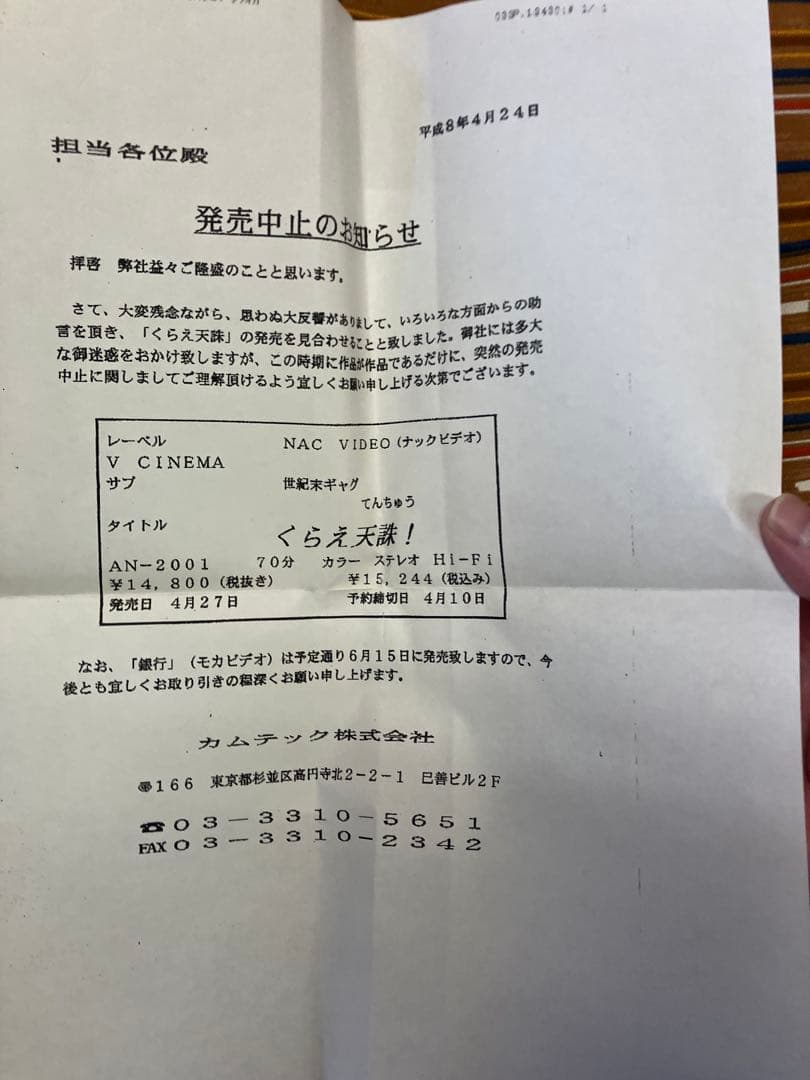 平成8年4月24日
担当各位殿
発売中止のお知らせ
拝啓 弊社益々ご隆盛のことと思います。
さて、大変残念ながら、思わぬ大反響がありまして、いろいろな方面からの助
言を頂き、「くらえ天誅」の発売を見合わせることと致しました。御社には多大
な御迷惑をおかけ致しますが、この時期に作品が作品であるだけに、突然の発売
中止に関しましてご理解頂けるよう宜しくお願い申し上げる次第でございます。
レーベル NAC VIDEO(ナックビデオ)
V CINEMA
サブ 世紀末ギャグ
てんちゅう
タイトル くらえ天誅!
AN-2001 70分 カラー ステレオ Hi-Fi
¥14,800(税抜き) ¥15,244(税込み)
発売日 4月27日 予約締切日 4月10日
なお、「銀行」(モカビデオ)は予定通り6月15日に発売致しますので、今
後とも宜しくお取り引きの程深くお願い申し上げます。
カムテック株式会社
〠166 東京都杉並区高円寺北2-2-1 巳善ビル2F
☎03-3310-5651
FAX03-3310-2342